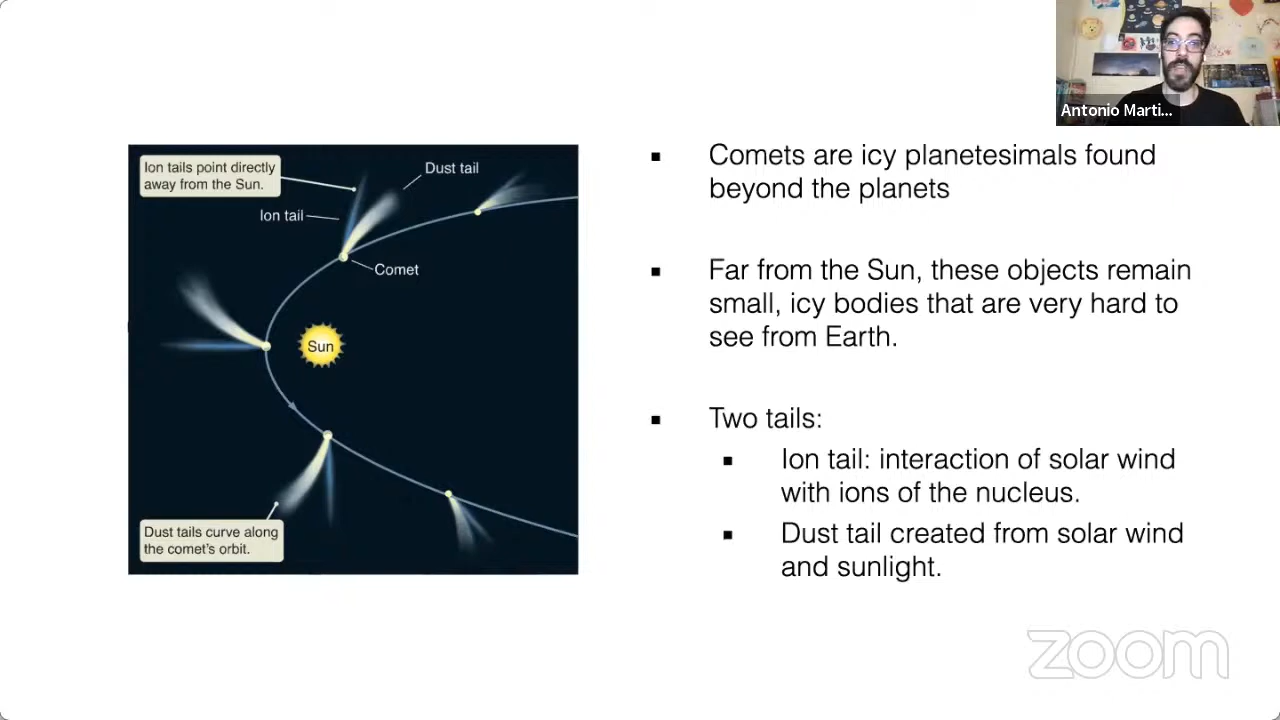 Antonio Marti...
Ion tails point directly
away from the Sun.
Dust tail
Ion tail
Comet
Sun
Dust tails curve along
the comet's orbit.
▪ Comets are icy planetesimals found
beyond the planets
▪ Far from the Sun, these objects remain
small, icy bodies that are very hard to
see from Earth.
▪ Two tails:
▪ Ion tail: interaction of solar wind
with ions of the nucleus.
▪ Dust tail created from solar wind
and sunlight.
zoom